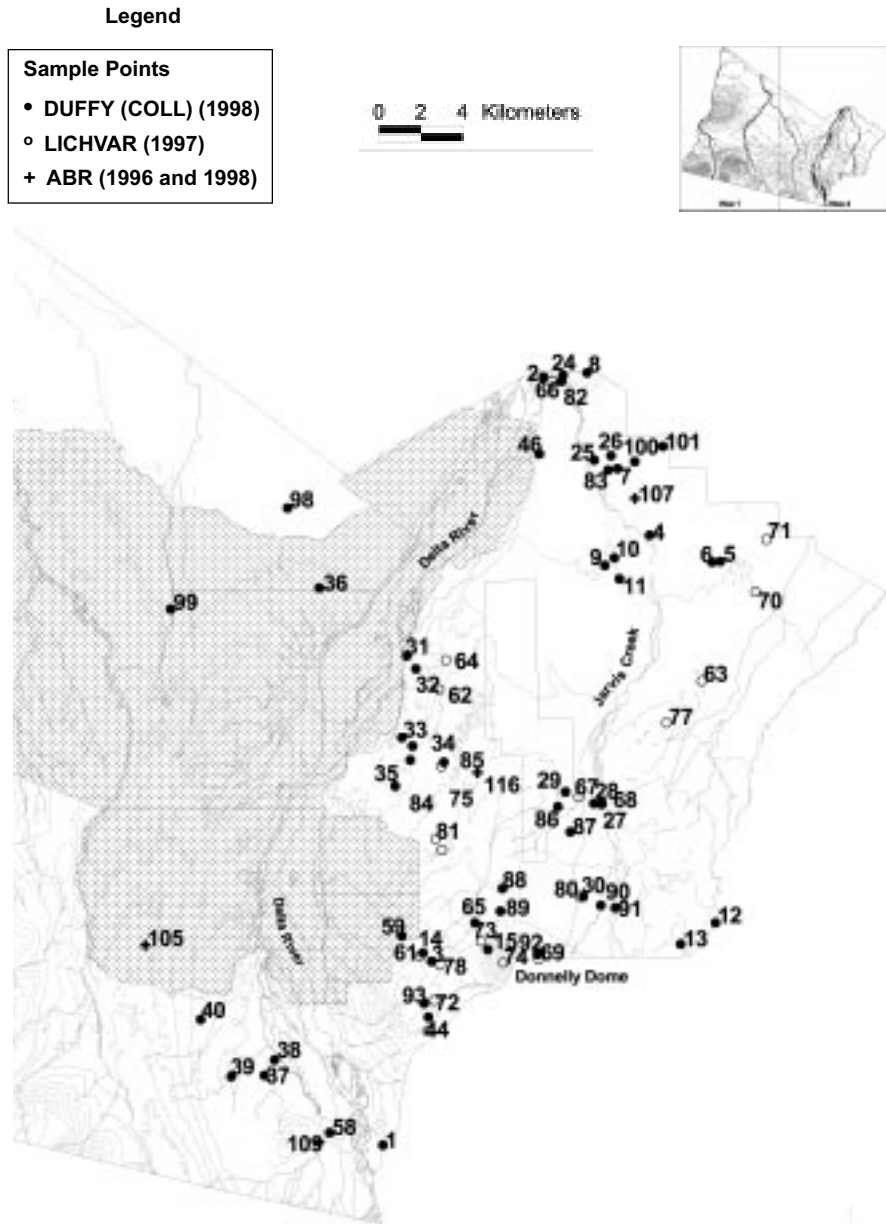 Legend
Sample Points
• DUFFY (COLL) (1998)
○ LICHVAR (1997)
+ ABR (1996 and 1998)
0 2 4 Kilometers
2 24 8
66 82
46 25 26 100 101
83 7
107
98
4 71
Delta River
9 10 6 5
36 11 70
99
31
64 Jarvis Creek
32 62 63
77
33
34 85
35 116
29 67 28 68
84 75 86 27
81 87
88 80 30 90
65 89 91
12
59 14 73
61 3 15 92 69 13
105 78 74
Delta River
Donnelly Dome
93 72
40 44
38
39 37
58
109 1